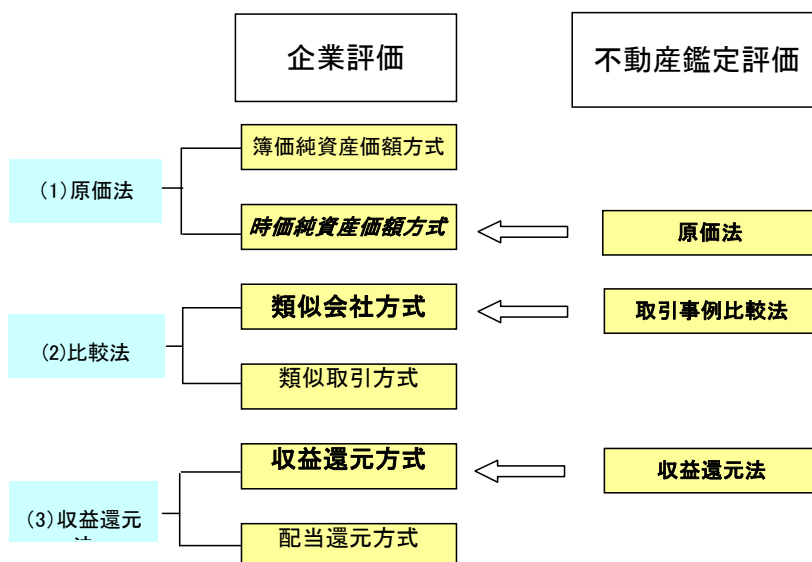 企業評価
不動産鑑定評価
(1)原価法
簿価純資産価額方式
時価純資産価額方式
原価法
(2)比較法
類似会社方式
取引事例比較法
類似取引方式
(3)収益還元
収益還元方式
収益還元法
配当還元方式